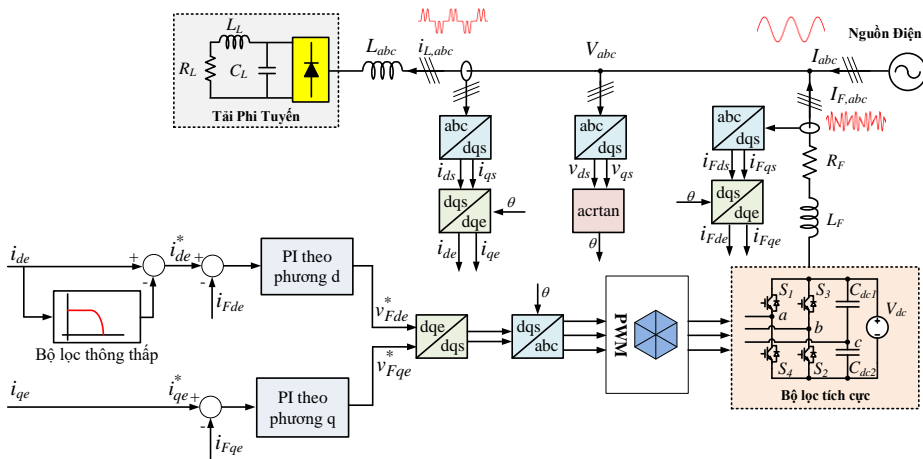 L_L
R_L
C_L
Tải Phi Tuyến
L_abc
i_L,abc
V_abc
I_abc
Nguồn Điện
I_F,abc
abc
dqs
i_ds
i_qs
dqs
dqe
θ
i_de
i_qe
abc
dqs
v_ds
v_qs
acrtan
θ
abc
dqs
i_Fds
i_Fqs
θ
dqs
dqe
i_Fde
i_Fqe
R_F
L_F
i_de
+
-
i*_de
+
-
i_Fde
PI theo
phương d
v*_Fde
Bộ lọc thông thấp
i_qe
i*_qe
+
-
i_Fqe
PI theo
phương q
v*_Fqe
dqe
dqs
θ
dqs
abc
PWM
S_1
S_3
C_dc1
V_dc
a
b
c
S_4
S_2
C_dc2
Bộ lọc tích cực